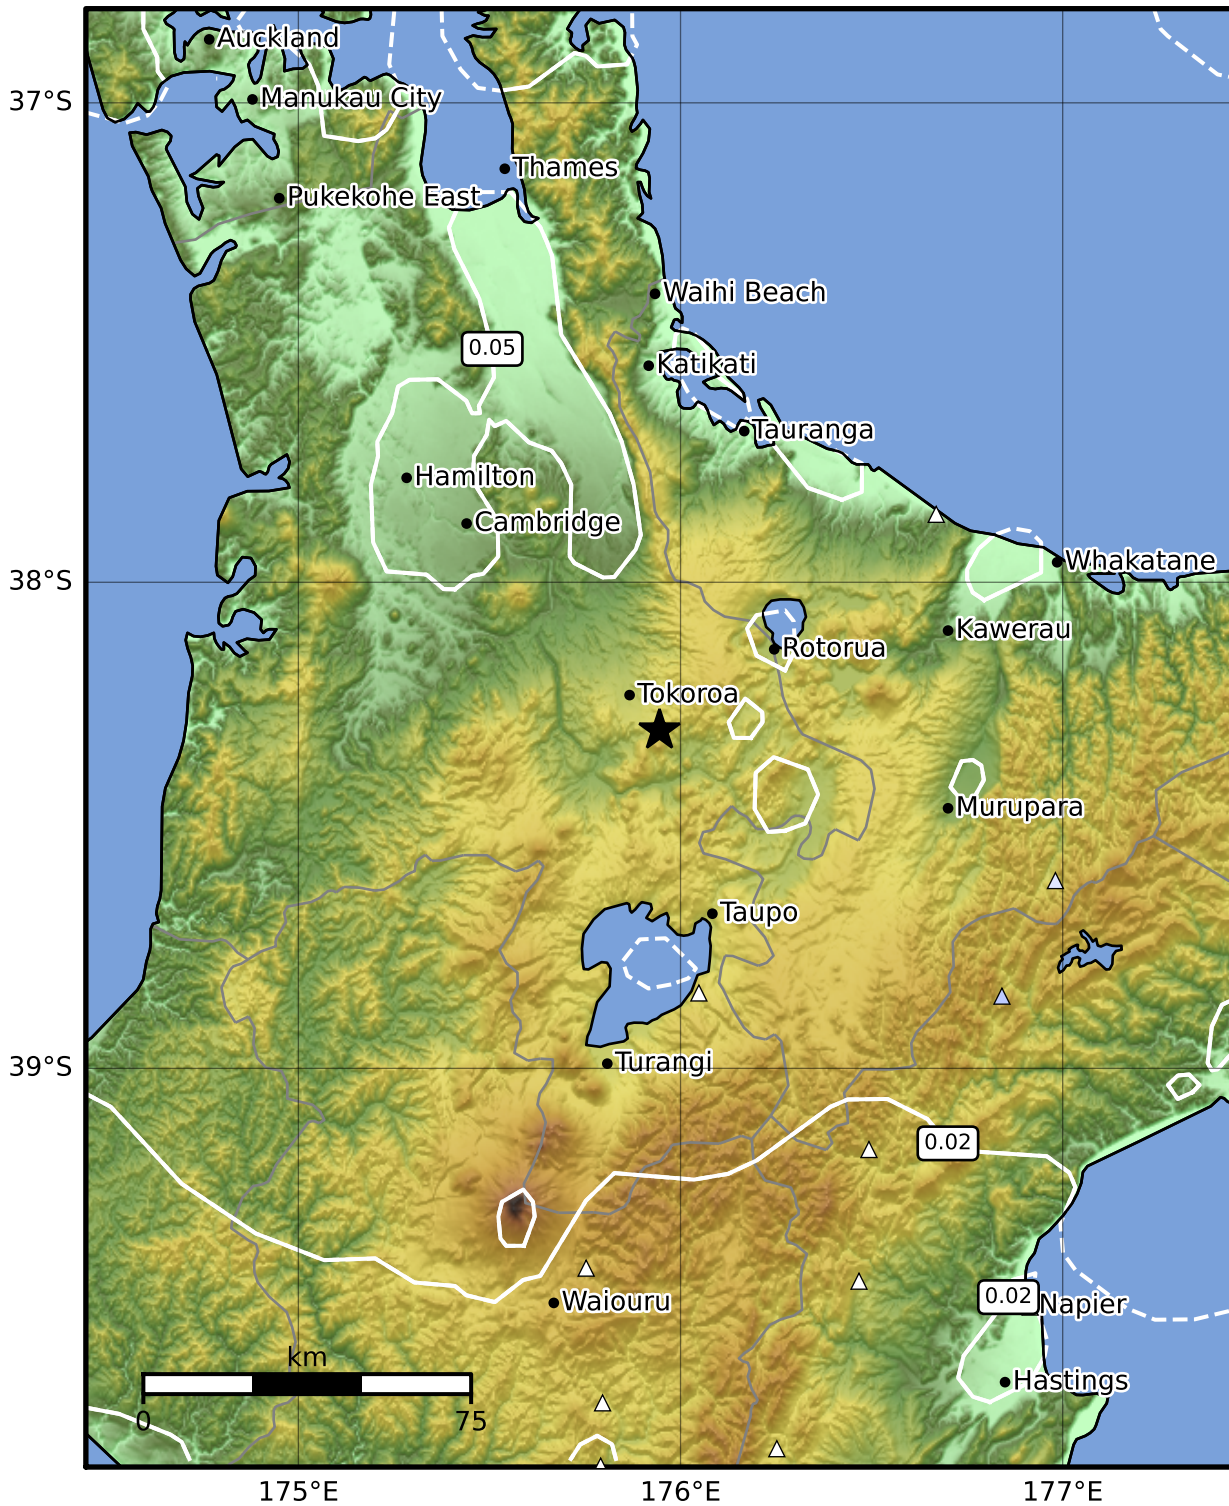 Auckland
37°S
Manukau City
Thames
Pukekohe East
Waihi Beach
0.05
Katikati
Tauranga
Hamilton
Cambridge
Whakatane
38°S
Kawerau
Rotorua
Tokoroa
Murupara
Taupo
Turangi
39°S
0.02
0.02
Napier
Waiouru
km
Hastings
0
75
175°E
176°E
177°E